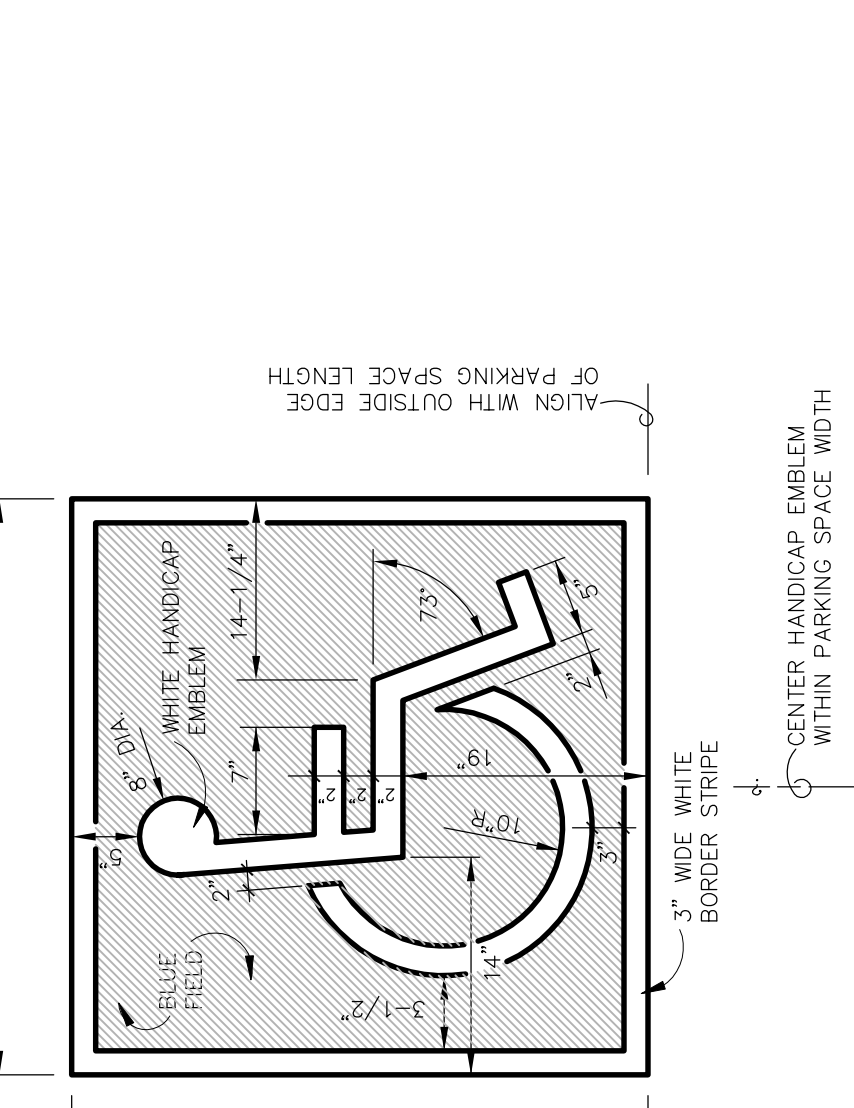 ALIGN WITH OUTSIDE EDGE
OF PARKING SPACE LENGTH
CENTER HANDICAP EMBLEM
WITHIN PARKING SPACE WIDTH
WHITE HANDICAP
EMBLEM
8" DIA.
14-1/4"
73°
5"
2"
7"
2"
2"
2"
19"
5"
2"
10"R
3"
BLUE
FIELD
14"
3-1/2"
3" WIDE WHITE
BORDER STRIPE